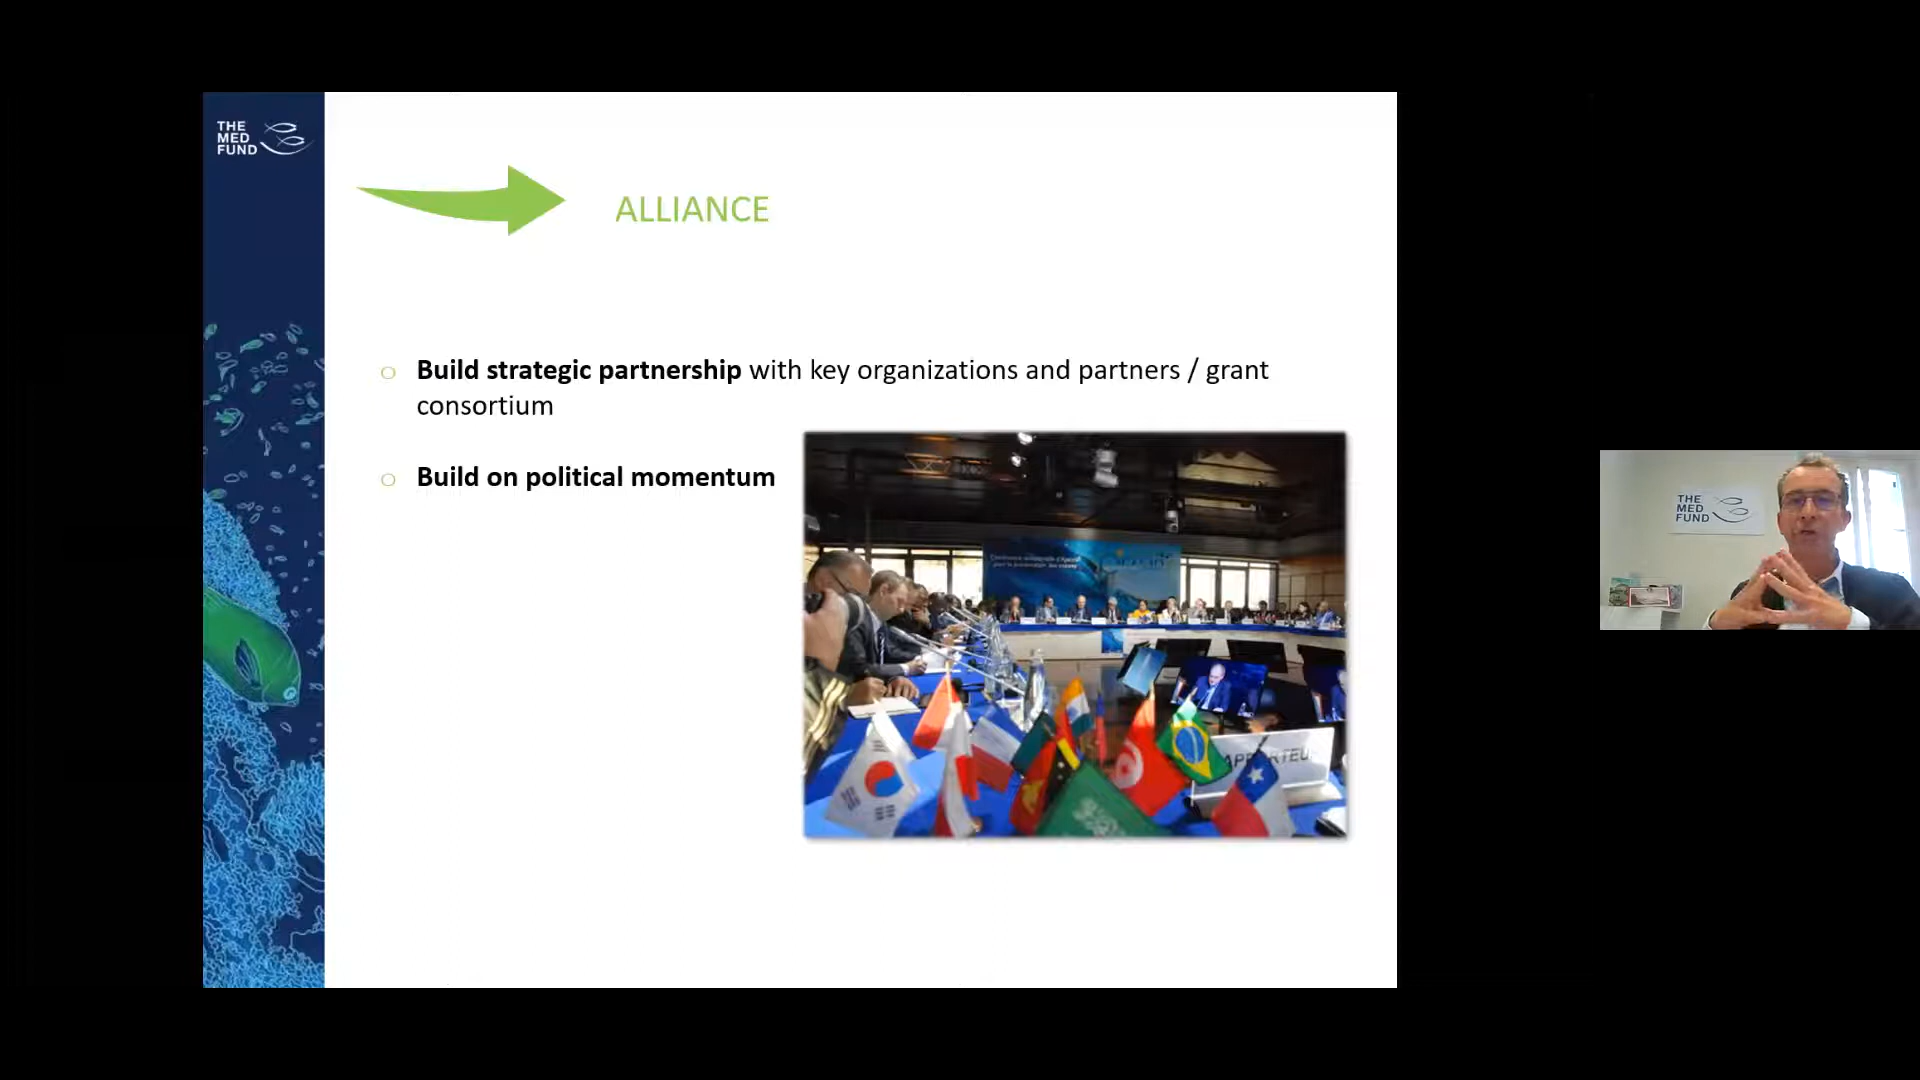 THE
MED
FUND
ALLIANCE
Build strategic partnership with key organizations and partners / grant
consortium
Build on political momentum
THE
MED
FUND